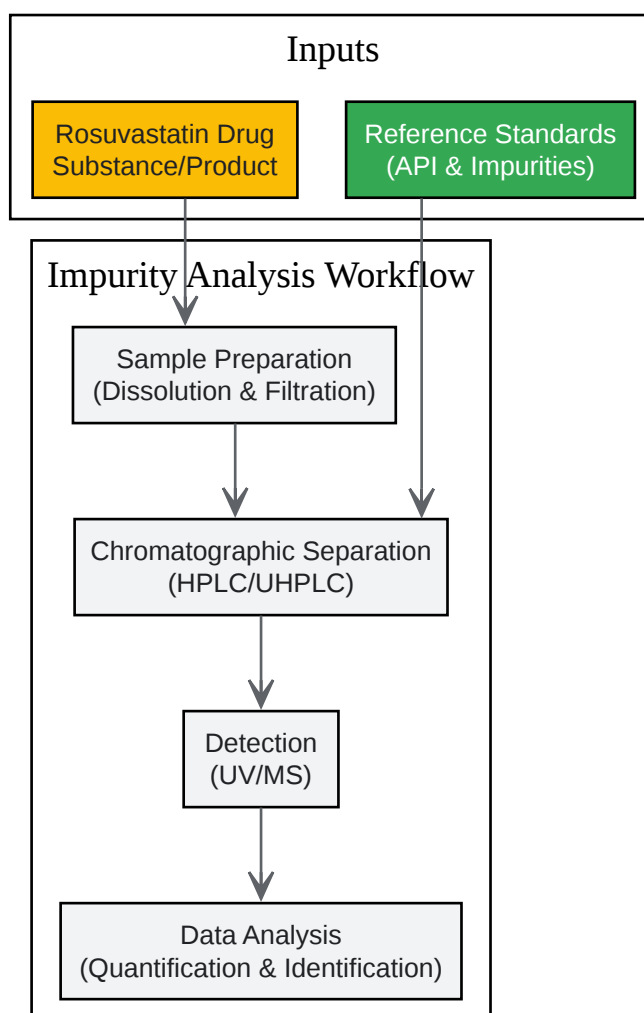 Inputs
Rosuvastatin Drug
Substance/Product
Reference Standards
(API & Impurities)
Impurity Analysis Workflow
Sample Preparation
(Dissolution & Filtration)
Chromatographic Separation
(HPLC/UHPLC)
Detection
(UV/MS)
Data Analysis
(Quantification & Identification)